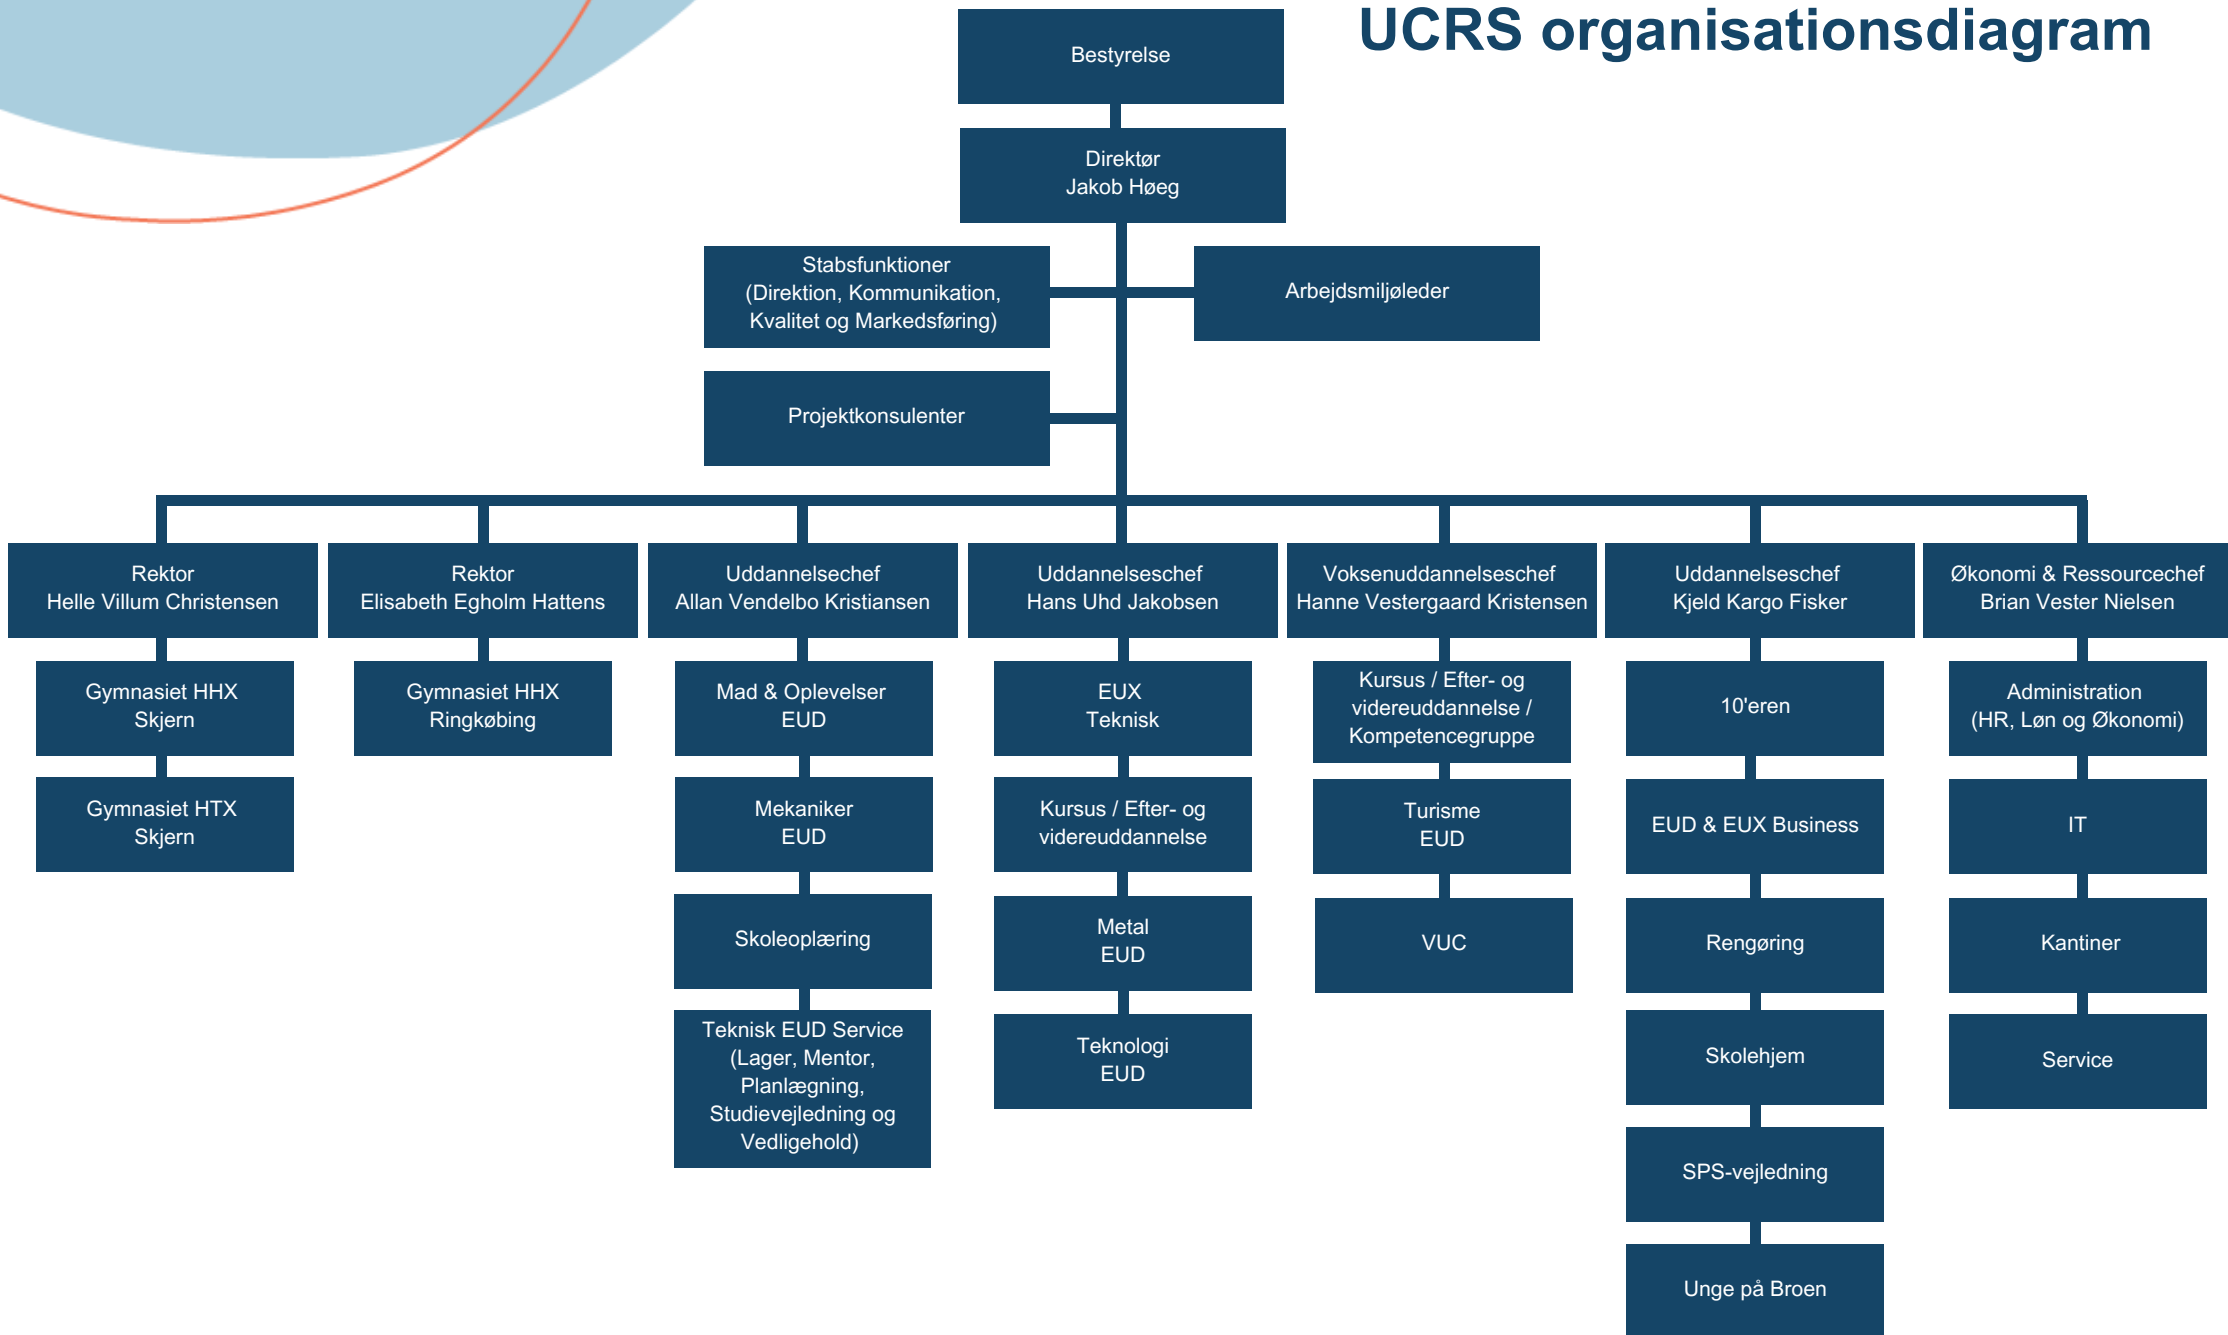 UCRS organisationsdiagram
Bestyrelse
Direktør
Jakob Høeg
Stabsfunktioner
(Direktion, Kommunikation,
Kvalitet og Markedsføring)
Arbejdsmiljøleder
Projektkonsulenter
Rektor
Helle Villum Christensen
Gymnasiet HHX
Skjern
Gymnasiet HTX
Skjern
Rektor
Elisabeth Egholm Hattens
Gymnasiet HHX
Ringkøbing
Uddannelsechef
Allan Vendelbo Kristiansen
Mad & Oplevelser
EUD
Mekaniker
EUD
Skoleoplæring
Teknisk EUD Service
(Lager, Mentor,
Planlægning,
Studievejledning og
Vedligehold)
Uddannelseschef
Hans Uhd Jakobsen
EUX
Teknisk
Kursus / Efter- og
videreuddannelse
Metal
EUD
Teknologi
EUD
Voksenuddannelseschef
Hanne Vestergaard Kristensen
Kursus / Efter- og
videreuddannelse /
Kompetencegruppe
Turisme
EUD
VUC
Uddannelseschef
Kjeld Kargo Fisker
10'eren
EUD & EUX Business
Rengøring
Skolehjem
SPS-vejledning
Unge på Broen
Økonomi & Ressourcechef
Brian Vester Nielsen
Administration
(HR, Løn og Økonomi)
IT
Kantiner
Service